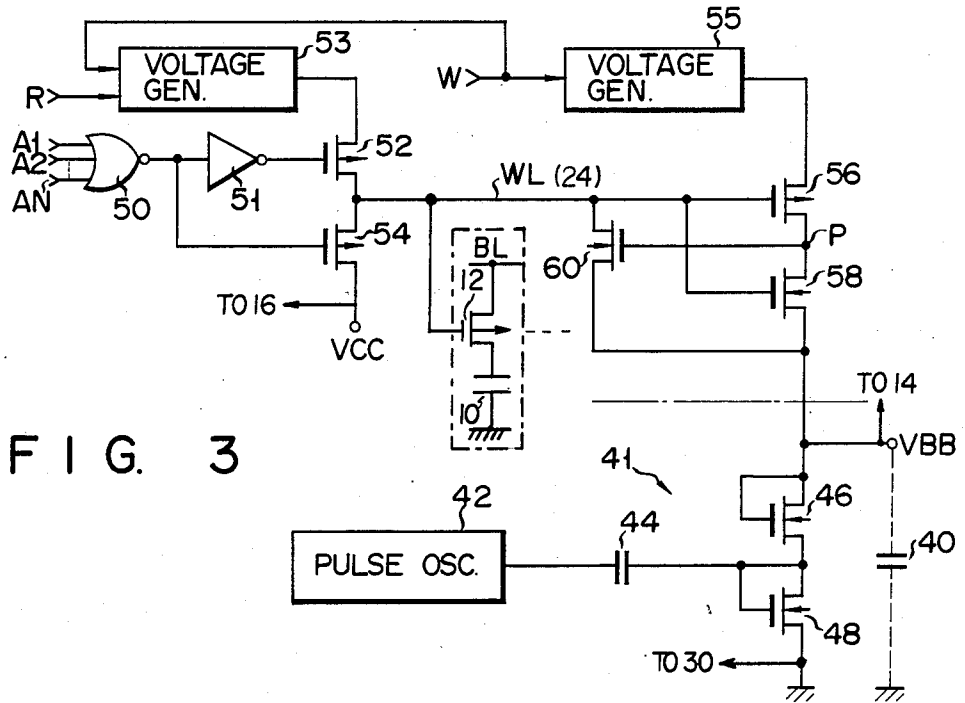 53
VOLTAGE
GEN.
55
VOLTAGE
GEN.
W
R
A1
A2
AN
50
51
52
54
WL (24)
56
P
58
60
BL
12
10
TO 16
VCC
TO 14
VBB
FIG. 3
41
42
PULSE OSC.
44
46
40
48
TO 30